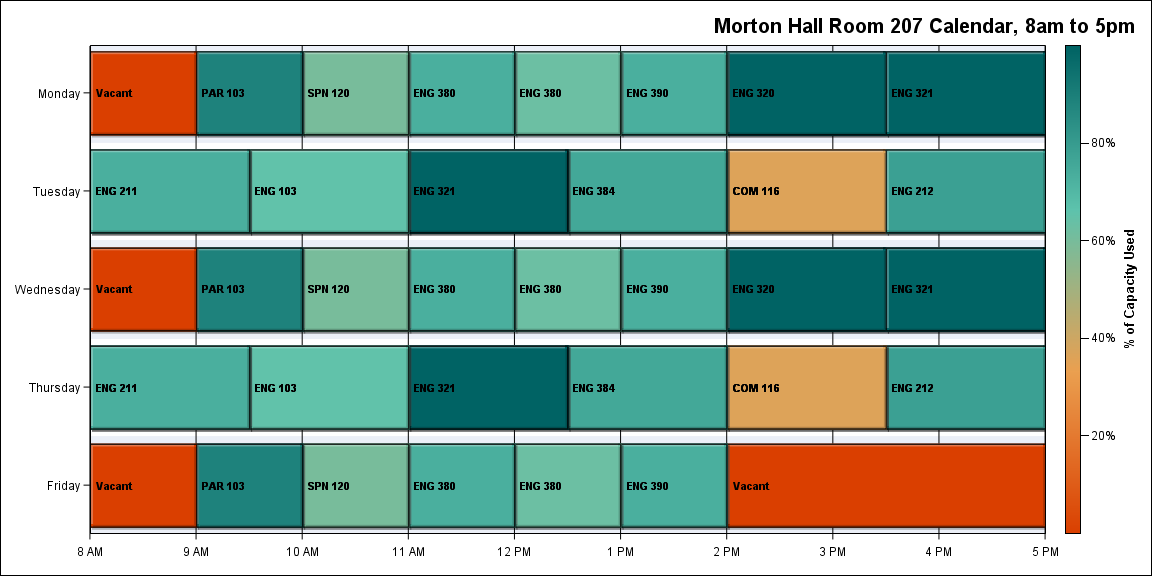 Morton Hall Room 207 Calendar, 8am to 5pm
Monday
Vacant
PAR 103
SPN 120
ENG 380
ENG 380
ENG 390
ENG 320
ENG 321
Tuesday
ENG 211
ENG 103
ENG 321
ENG 384
COM 116
ENG 212
Wednesday
Vacant
PAR 103
SPN 120
ENG 380
ENG 380
ENG 390
ENG 320
ENG 321
Thursday
ENG 211
ENG 103
ENG 321
ENG 384
COM 116
ENG 212
Friday
Vacant
PAR 103
SPN 120
ENG 380
ENG 380
ENG 390
Vacant
8 AM
9 AM
10 AM
11 AM
12 PM
1 PM
2 PM
3 PM
4 PM
5 PM
80%
60%
40%
20%
% of Capacity Used